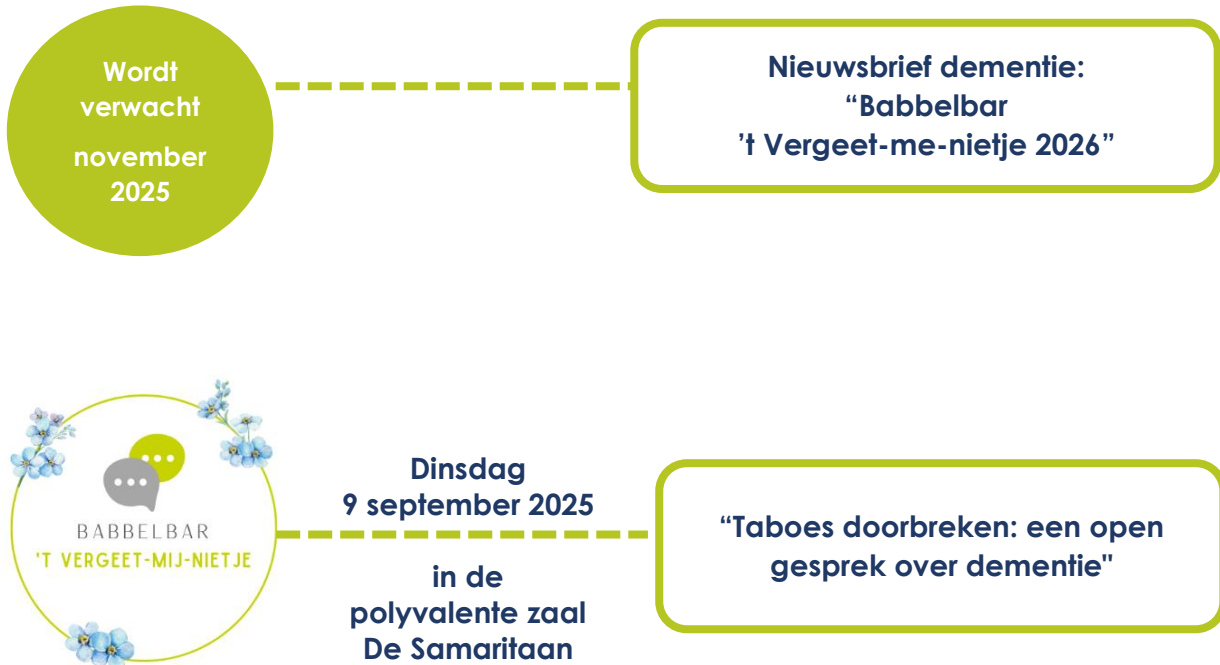 Wordt
verwacht
november
2025
Nieuwsbrief dementie:
“Babbelbar
’t Vergeet-me-nietje 2026”
BABBELBAR
'T VERGEET-MIJ-NIETJE
Dinsdag
9 september 2025
in de
polyvalente zaal
De Samaritaan
“Taboes doorbreken: een open
gesprek over dementie"